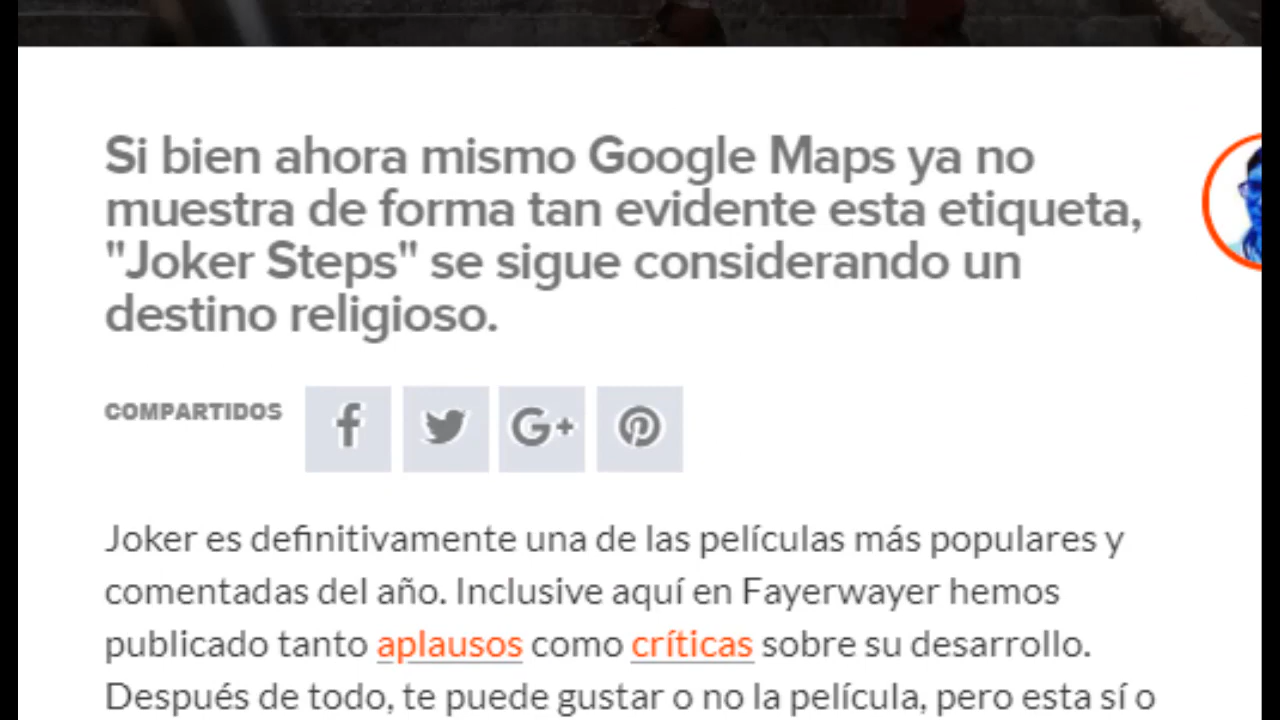 Si bien ahora mismo Google Maps ya no
muestra de forma tan evidente esta etiqueta,
"Joker Steps" se sigue considerando un
destino religioso.
COMPARTIDOS
G+
Joker es definitivamente una de las películas más populares y
comentadas del año. Inclusive aquí en Fayerwayer hemos
publicado tanto aplausos como críticas sobre su desarrollo.
Después de todo, te puede gustar o no la película, pero esta sí o